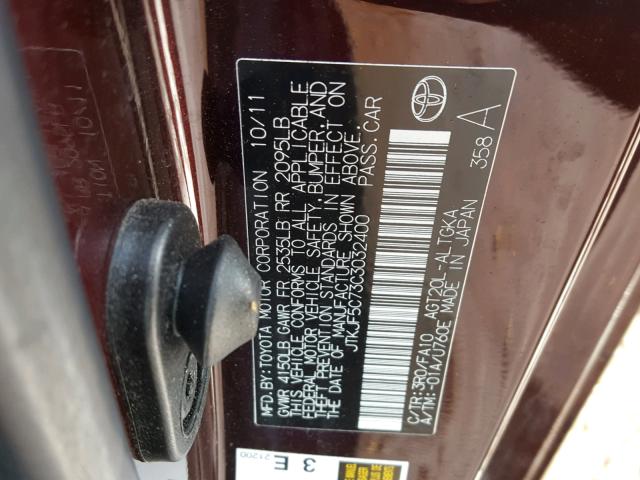 MFD.BY:TOYOTA MOTOR CORPORATION 10/11
GVWR 4150LB GAWR FR 2535LB RR 2095LB
THIS VEHICLE CONFORMS TO ALL APPLICABLE
FEDERAL MOTOR VEHICLE SAFETY, BUMPER, AND
THEFT PREVENTION STANDARDS IN EFFECT ON
THE DATE OF MANUFACTURE SHOWN ABOVE.
JTKJF5C73C3032400 PASS.CAR
C/TR:3R0/FA10 AGT20L-ALTGKA
A/TM:-01A/U760E MADE IN JAPAN 358 A
3 E
21200